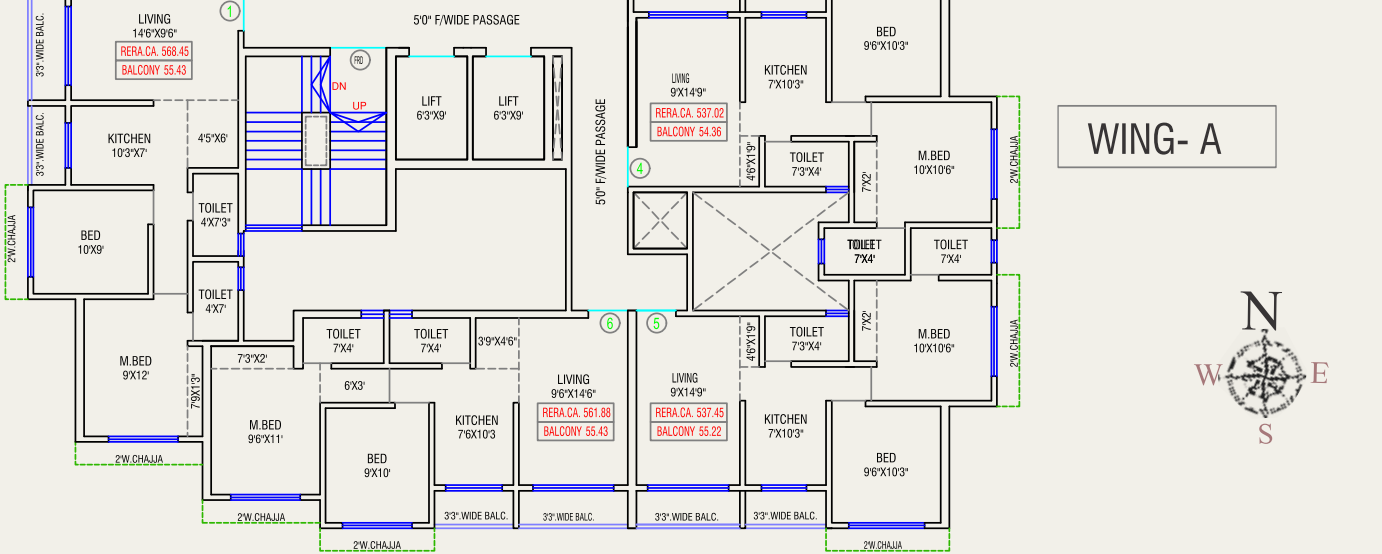 3'3".WIDE BALC.
LIVING
14'6"X9'6"
RERA.CA. 568.45
BALCONY 55.43
1
5'0" F/WIDE PASSAGE
FRD
DN
UP
LIFT
6'3"X9'
LIFT
6'3"X9'
5'0" F/WIDE PASSAGE
LIVING
9'X14'9"
RERA.CA. 537.02
BALCONY 54.36
4
KITCHEN
7'X10'3"
BED
9'6"X10'3"
WING- A
3'3".WIDE BALC.
KITCHEN
10'3"X7'
4'5"X6'
4'6"X1'9"
TOILET
7'3"X4'
7'X2'
M.BED
10'X10'6"
2'W.CHAJJA
2'W.CHAJJA
BED
10'X9'
TOILET
4'X7'3"
TOILET
4'X7'
TOILET
7'X4'
TOILET
7'X4'
M.BED
9'X12'
7'9X1'3"
2'W.CHAJJA
7'3"X2'
TOILET
7'X4'
TOILET
7'X4'
3'9"X4'6"
6
5
6'X3'
M.BED
9'6"X11'
2'W.CHAJJA
BED
9'X10'
2'W.CHAJJA
KITCHEN
7'6X10'3
LIVING
9'6"X14'6"
RERA.CA. 561.88
BALCONY 55.43
LIVING
9'X14'9"
RERA.CA. 537.45
BALCONY 55.22
4'6"X1'9"
TOILET
7'3"X4'
7'X2'
M.BED
10'X10'6"
2'W.CHAJJA
KITCHEN
7'X10'3"
BED
9'6"X10'3"
3'3".WIDE BALC.
3'3".WIDE BALC.
3'3".WIDE BALC.
3'3".WIDE BALC.
2'W.CHAJJA
N
W
E
S